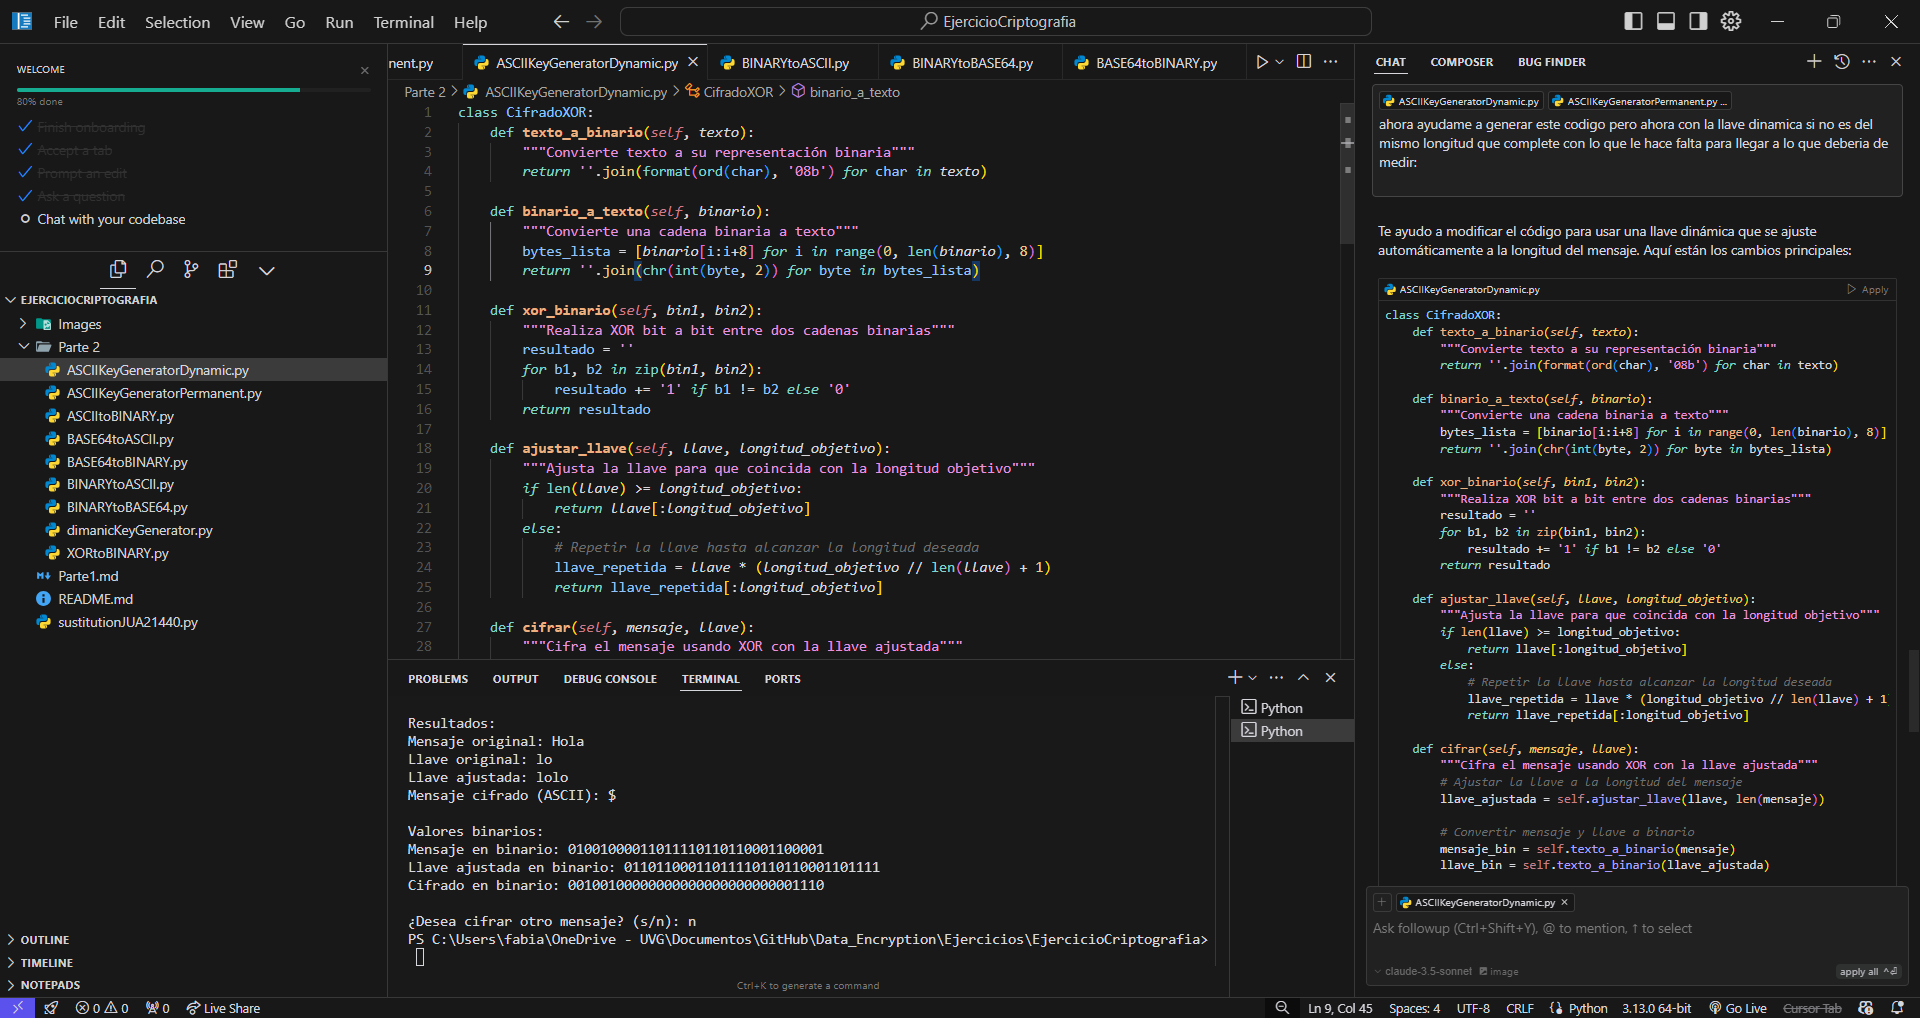 File Edit Selection View Go Run Terminal Help
EjercicioCriptografia
WELCOME
80% done
Finish onboarding
Accept a tab
Prompt an edit
Ask a question
Chat with your codebase
EJERCICIOCRIPTOGRAFIA
Images
Parte 2
ASCIIKeyGeneratorDynamic.py
ASCIIKeyGeneratorPermanent.py
ASCIItoBINARY.py
BASE64toASCII.py
BASE64toBINARY.py
BINARYtoASCII.py
BINARYtoBASE64.py
dimanicKeyGenerator.py
XORtoBINARY.py
Parte1.md
README.md
sustitutionJUA21440.py
OUTLINE
TIMELINE
NOTEPADS
nent.py ASCIIKeyGeneratorDynamic.py BINARYtoASCII.py BINARYtoBASE64.py BASE64toBINARY.py
Parte 2 > ASCIIKeyGeneratorDynamic.py > CifradoXOR > binario_a_texto
1 class CifradoXOR:
2 def texto_a_binario(self, texto):
3 """Convierte texto a su representación binaria"""
4 return ''.join(format(ord(char), '08b') for char in texto)
5
6 def binario_a_texto(self, binario):
7 """Convierte una cadena binaria a texto"""
8 bytes_lista = [binario[i:i+8] for i in range(0, len(binario), 8)]
9 return ''.join(chr(int(byte, 2)) for byte in bytes_lista)
10
11 def xor_binario(self, bin1, bin2):
12 """Realiza XOR bit a bit entre dos cadenas binarias"""
13 resultado = ''
14 for b1, b2 in zip(bin1, bin2):
15 resultado += '1' if b1 != b2 else '0'
16 return resultado
17
18 def ajustar_llave(self, llave, longitud_objetivo):
19 """Ajusta la llave para que coincida con la longitud objetivo"""
20 if len(llave) >= longitud_objetivo:
21 return llave[:longitud_objetivo]
22 else:
23 # Repetir la llave hasta alcanzar la longitud deseada
24 llave_repetida = llave * (longitud_objetivo // len(llave) + 1)
25 return llave_repetida[:longitud_objetivo]
26
27 def cifrar(self, mensaje, llave):
28 """Cifra el mensaje usando XOR con la llave ajustada"""
PROBLEMS OUTPUT DEBUG CONSOLE TERMINAL PORTS
Resultados:
Mensaje original: Hola
Llave original: lo
Llave ajustada: lolo
Mensaje cifrado (ASCII): $
Valores binarios:
Mensaje en binario: 01001000011011110110110001100001
Llave ajustada en binario: 01101100011011110110110001101111
Cifrado en binario: 00100100000000000000000000001110
¿Desea cifrar otro mensaje? (s/n): n
PS C:\Users\fabia\OneDrive - UVG\Documentos\GitHub\Data_Encryption\Ejercicios\EjercicioCriptografia>
Ctrl+K to generate a command
Python
Python
CHAT COMPOSER BUG FINDER
ASCIIKeyGeneratorDynamic.py ASCIIKeyGeneratorPermanent.py ...
ahora ayudame a generar este codigo pero ahora con la llave dinamica si no es del
mismo longitud que complete con lo que le hace falta para llegar a lo que deberia de
medir:
Te ayudo a modificar el código para usar una llave dinámica que se ajuste
automáticamente a la longitud del mensaje. Aquí están los cambios principales:
ASCIIKeyGeneratorDynamic.py Apply
class CifradoXOR:
def texto_a_binario(self, texto):
"""Convierte texto a su representación binaria"""
return ''.join(format(ord(char), '08b') for char in texto)
def binario_a_texto(self, binario):
"""Convierte una cadena binaria a texto"""
bytes_lista = [binario[i:i+8] for i in range(0, len(binario), 8)]
return ''.join(chr(int(byte, 2)) for byte in bytes_lista)
def xor_binario(self, bin1, bin2):
"""Realiza XOR bit a bit entre dos cadenas binarias"""
resultado = ''
for b1, b2 in zip(bin1, bin2):
resultado += '1' if b1 != b2 else '0'
return resultado
def ajustar_llave(self, llave, longitud_objetivo):
"""Ajusta la llave para que coincida con la longitud objetivo"""
if len(llave) >= longitud_objetivo:
return llave[:longitud_objetivo]
else:
# Repetir la llave hasta alcanzar la longitud deseada
llave_repetida = llave * (longitud_objetivo // len(llave) + 1
return llave_repetida[:longitud_objetivo]
def cifrar(self, mensaje, llave):
"""Cifra el mensaje usando XOR con la llave ajustada"""
# Ajustar la llave a la longitud del mensaje
llave_ajustada = self.ajustar_llave(llave, len(mensaje))
# Convertir mensaje y llave a binario
mensaje_bin = self.texto_a_binario(mensaje)
llave_bin = self.texto_a_binario(llave_ajustada)
ASCIIKeyGeneratorDynamic.py
Ask followup (Ctrl+Shift+Y), @ to mention, ↑ to select
claude-3.5-sonnet image apply all
0 0 0 Live Share Ln 9, Col 45 Spaces: 4 UTF-8 CRLF Python 3.13.0 64-bit Go Live Cursor Tab